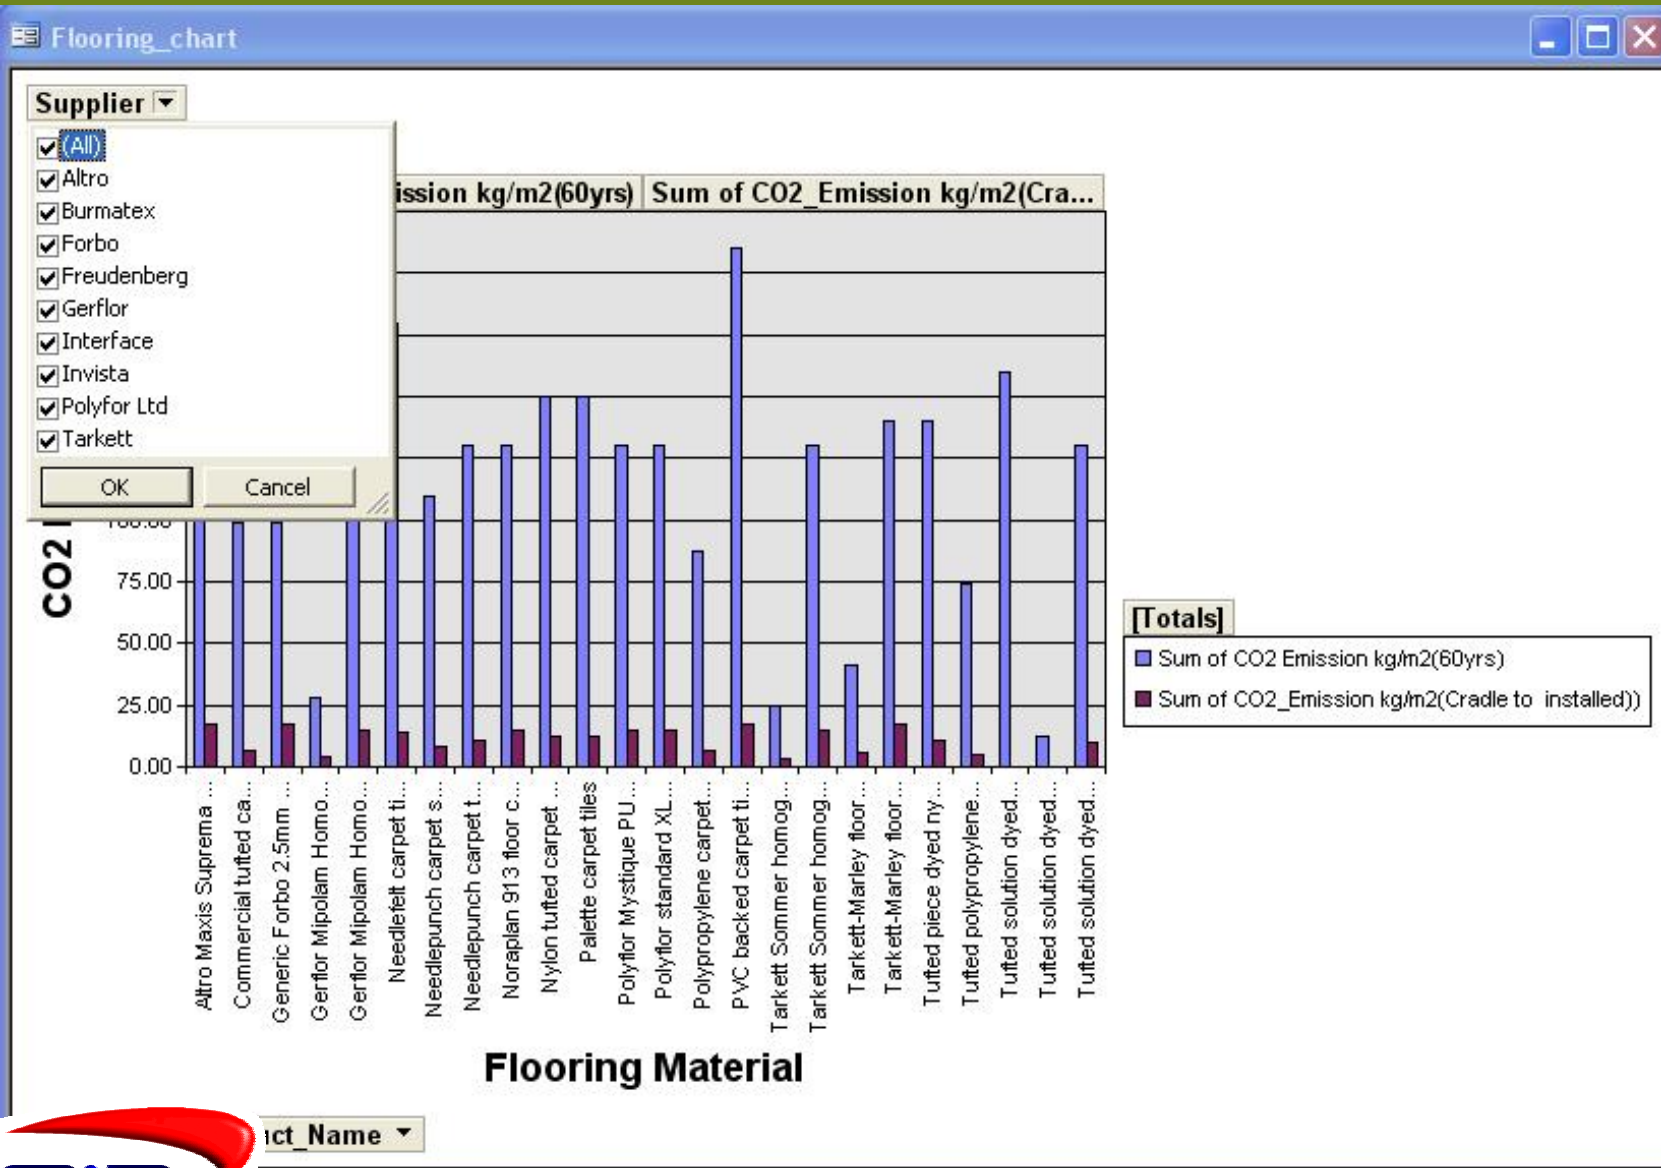 Flooring_chart
Supplier
(All)
Altro
Burmatex
Forbo
Freudenberg
Gerflor
Interface
Invista
Polyfor Ltd
Tarkett
OK Cancel
ission kg/m2(60yrs) Sum of CO2_Emission kg/m2(Cra...
CO2
100.00
75.00
50.00
25.00
0.00
Altro Maxis Suprema ...
Commercial tufted ca...
Generic Forbo 2.5mm ...
Gerflor Mipolam Homo...
Gerflor Mipolam Homo...
Needlefelt carpet ti...
Needlepunch carpet s...
Needlepunch carpet t...
Noraplan 913 floor c...
Nylon tufted carpet ...
Palette carpet tiles
Polyflor Mystique PU...
Polyflor standard XL...
Polypropylene carpet...
PVC backed carpet ti...
Tarkett Sommer homog...
Tarkett Sommer homog...
Tarkett-Marley floor...
Tarkett-Marley floor...
Tufted piece dyed ny...
Tufted polypropylene...
Tufted solution dyed...
Tufted solution dyed...
Tufted solution dyed...
Flooring Material
[Totals]
Sum of CO2 Emission kg/m2(60yrs)
Sum of CO2_Emission kg/m2(Cradle to installed))
uct_Name